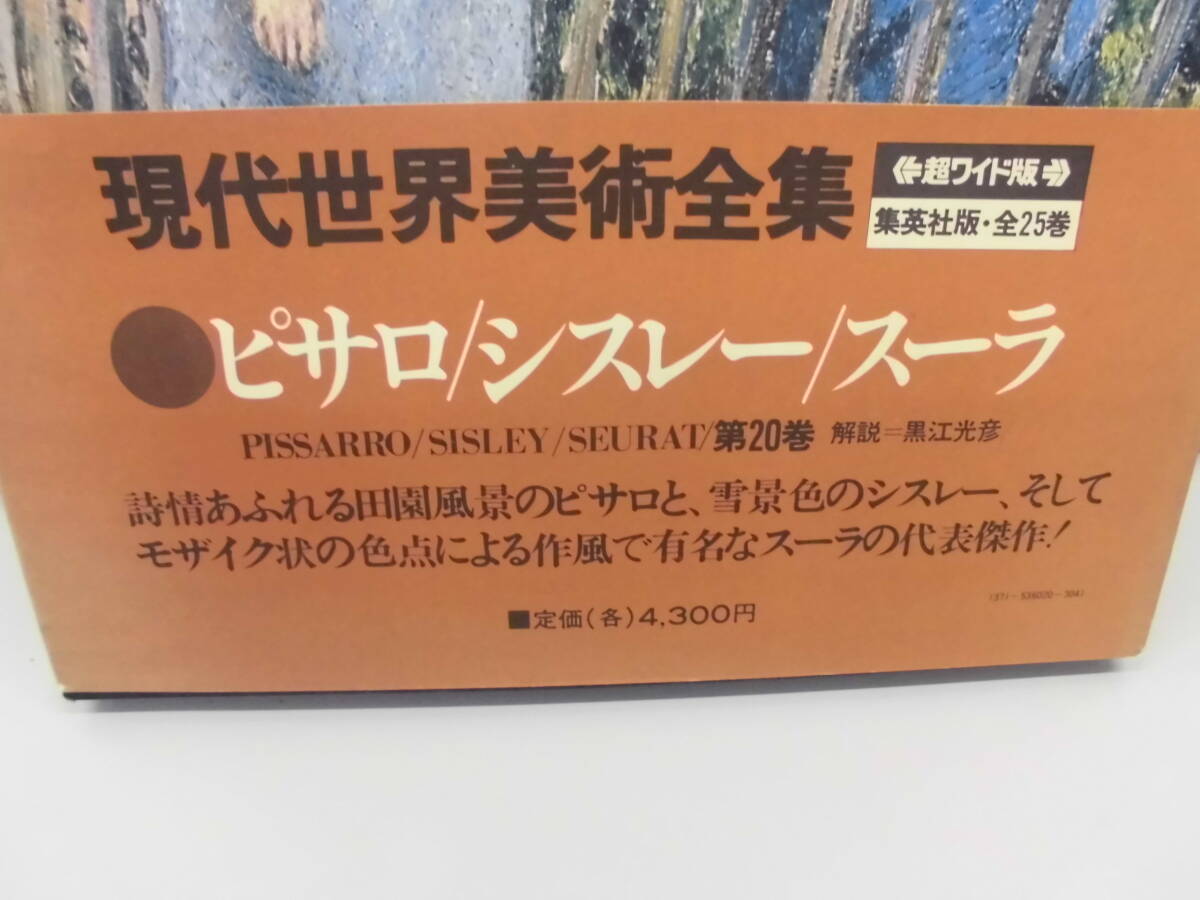 現代世界美術全集
超ワイド版
集英社版・全25巻
ピサロ/シスレー/スーラ
PISSARRO/SISLEY/SEURAT/第20巻 解説=黒江光彦
詩情あふれる田園風景のピサロと、雪景色のシスレー、そして
モザイク状の色点による作風で有名なスーラの代表傑作!
(371-536020-304)
■定価(各)4,300円